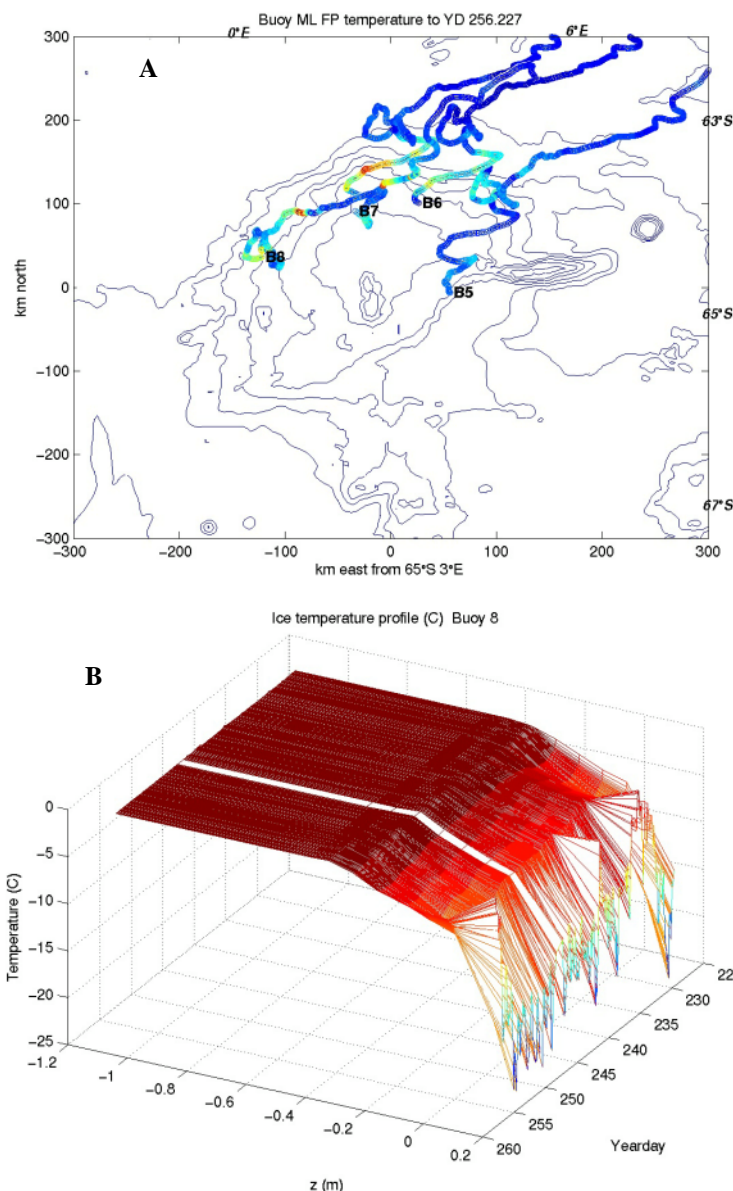 Buoy ML FP temperature to YD 256.227
0°E
6°E
A
300
200
100
0
−100
−200
−300
km north
63°S
65°S
67°S
B8
B7
B6
B5
−300
−200
−100
0
100
200
300
km east from 65°S 3°E
Ice temperature profile (C) Buoy 8
B
0
−5
−10
−15
−20
−25
Temperature (C)
−1.2
−1
−0.8
−0.6
−0.4
−0.2
0
0.2
z (m)
22
230
235
240
245
250
255
260
Yearday